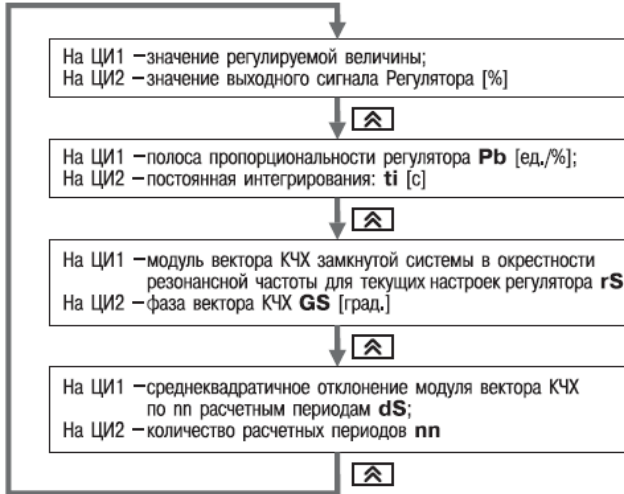 На ЦИ1 –значение регулируемой величины;
На ЦИ2 –значение выходного сигнала Регулятора [%]
На ЦИ1 –полоса пропорциональности регулятора Pb [ед./%];
На ЦИ2 –постоянная интегрирования: ti [с]
На ЦИ1 –модуль вектора КЧХ замкнутой системы в окрестности
резонансной частоты для текущих настроек регулятора rS
На ЦИ2 –фаза вектора КЧХ GS [град.]
На ЦИ1 –среднеквадратичное отклонение модуля вектора КЧХ
по nn расчетным периодам dS;
На ЦИ2 –количество расчетных периодов nn